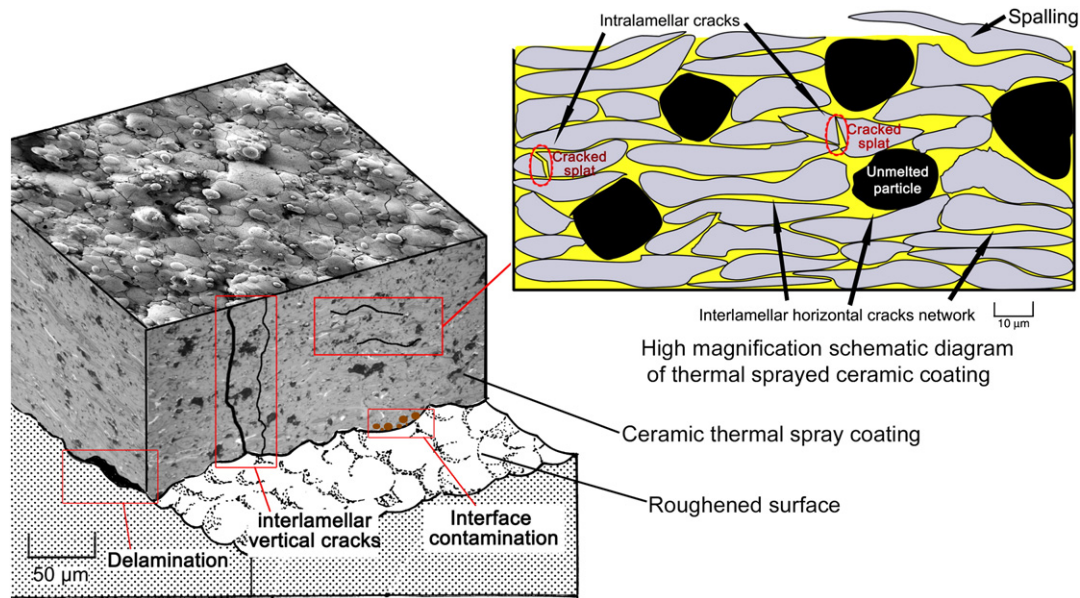 Intralamellar cracks
Spalling
Cracked
splat
Cracked
splat
Unmelted
particle
Interlamellar horizontal cracks network
10 µm
High magnification schematic diagram
of thermal sprayed ceramic coating
Ceramic thermal spray coating
Roughened surface
interlamellar
vertical cracks
Interface
contamination
Delamination
50 µm